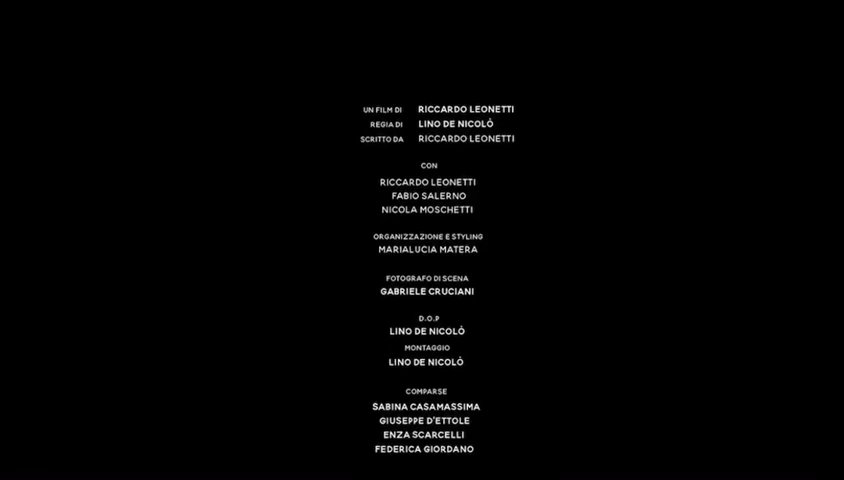 UN FILM DI RICCARDO LEONETTI
REGIA DI LINO DE NICOLÒ
SCRITTO DA RICCARDO LEONETTI
CON
RICCARDO LEONETTI
FABIO SALERNO
NICOLA MOSCHETTI
ORGANIZZAZIONE E STYLING
MARIALUCIA MATERA
FOTOGRAFO DI SCENA
GABRIELE CRUCIANI
D.O.P
LINO DE NICOLÒ
MONTAGGIO
LINO DE NICOLÒ
COMPARSE
SABINA CASAMASSIMA
GIUSEPPE D'ETTOLE
ENZA SCARCELLI
FEDERICA GIORDANO